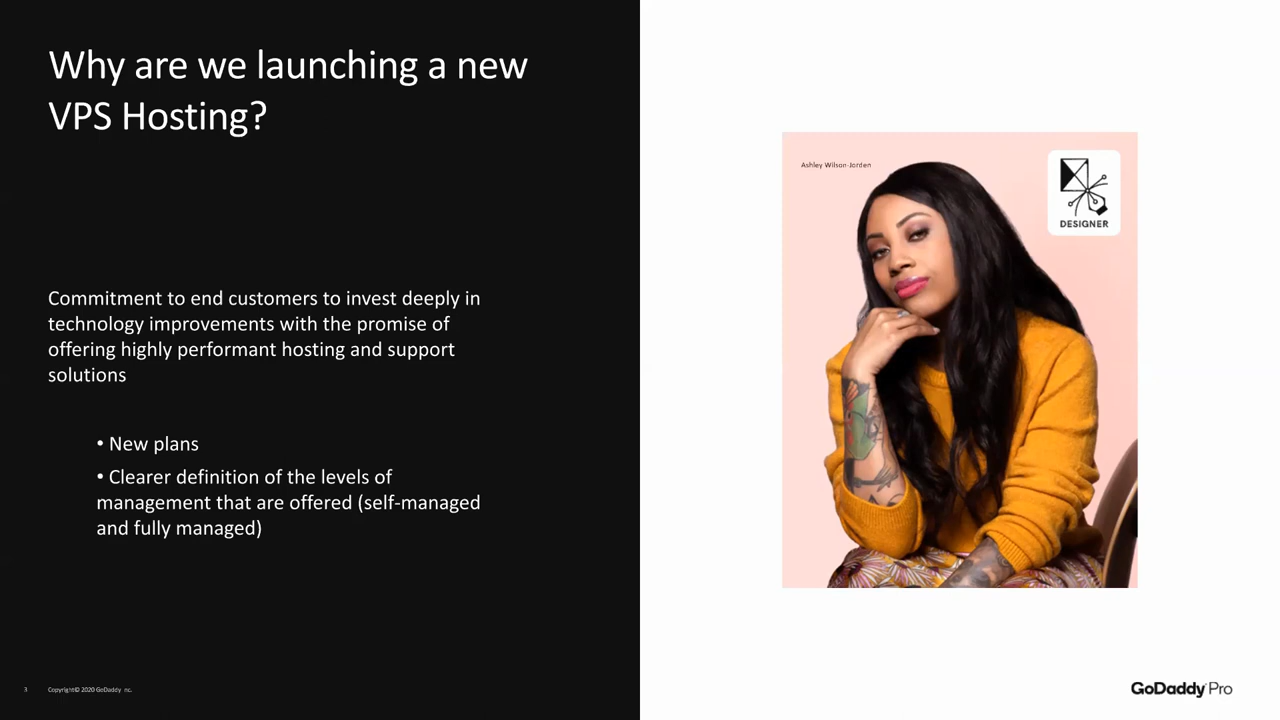 Why are we launching a new
VPS Hosting?
Commitment to end customers to invest deeply in
technology improvements with the promise of
offering highly performant hosting and support
solutions
• New plans
• Clearer definition of the levels of
management that are offered (self-managed
and fully managed)
3
Copyright© 2020 GoDaddy Inc.
Ashley Wilson-Jorden
DESIGNER
GoDaddy Pro